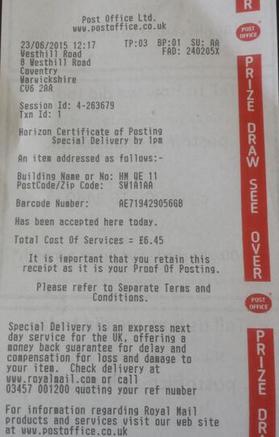 R
Post Office Ltd.
www.postoffice.co.uk
23/06/2015 12:17 TP:03 BP:01 SU: AA
Westhill Road FAD: 240205X
8 Westhill Road
Coventry
Warwickshire
CV6 2AA
Session Id: 4-263679
Txn Id: 1
Horizon Certificate of Posting
Special Delivery by 1pm
An item addressed as follows:-
Building Name or No: HM QE 11
PostCode/Zip Code: SW1A1AA
Barcode Number: AE719429056GB
Has been accepted here today.
Total Cost Of Services = £6.45
It is important that you retain this
receipt as it is your Proof Of Posting.
Please refer to Separate Terms and
Conditions.
Special Delivery is an express next
day service for the UK, offering a
money back guarantee for delay and
compensation for loss and damage to
your item. Check delivery at
www.royalmail.com or call
03457 001200 quoting your ref number
For information regarding Royal Mail
products and services visit our web site
at www.postoffice.co.uk
POST OFFICE
PRIZE DRAW SEE OVER
POST OFFICE
PRIZE DR